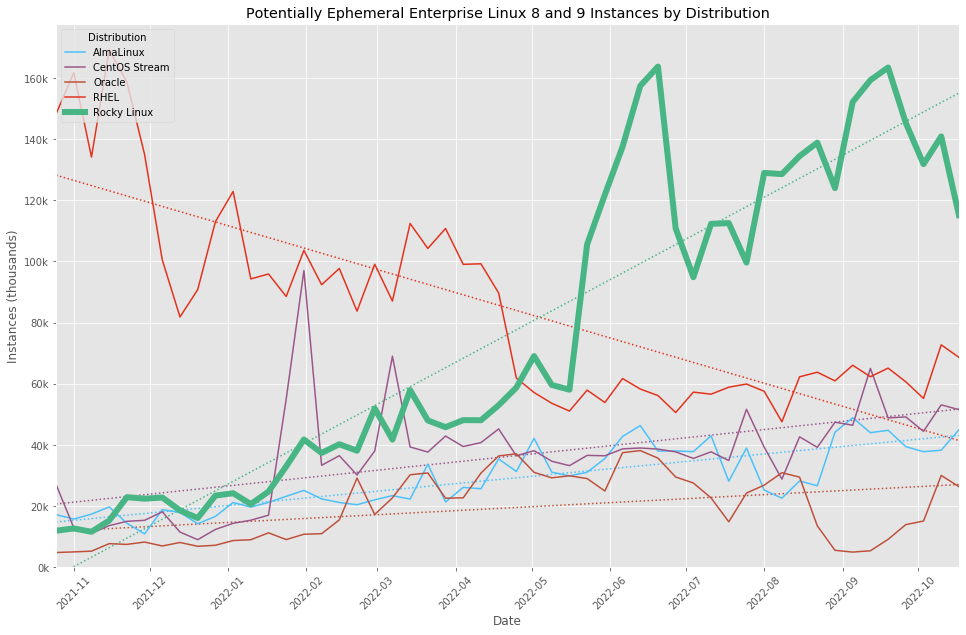 Potentially Ephemeral Enterprise Linux 8 and 9 Instances by Distribution
Distribution
AlmaLinux
CentOS Stream
Oracle
RHEL
Rocky Linux
Instances (thousands)
160k
140k
120k
100k
80k
60k
40k
20k
0k
2021-11
2021-12
2022-01
2022-02
2022-03
2022-04
2022-05
2022-06
2022-07
2022-08
2022-09
2022-10
Date